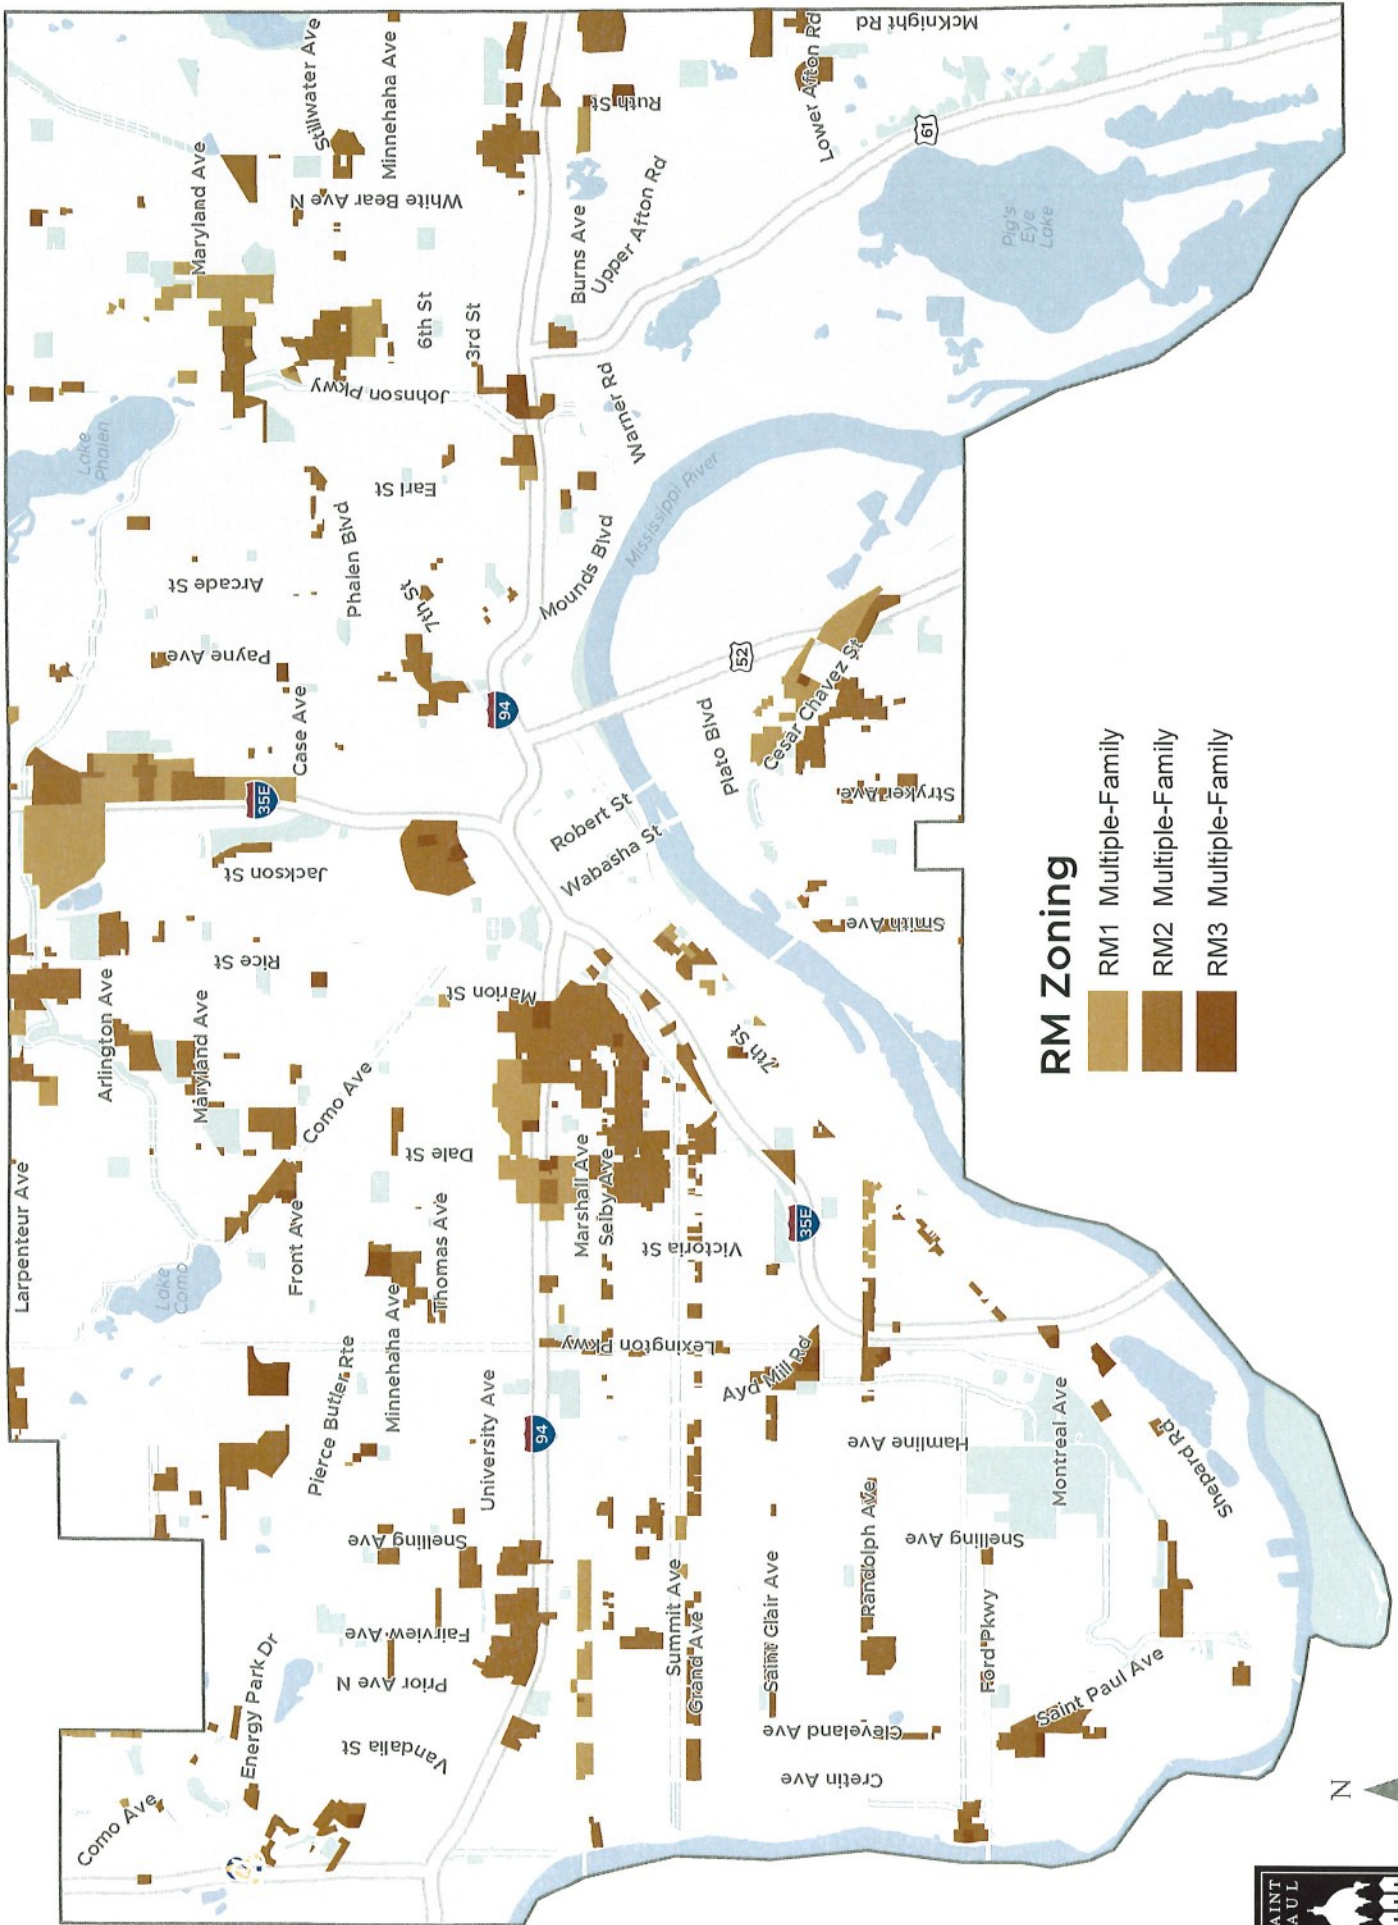 Larpenteur Ave
Como Ave
Energy Park Dr
Vandalia St
Prior Ave N
Fairview Ave
Snelling Ave
Pierce Butler Rte
Minnehaha Ave
Thomas Ave
University Ave
Front Ave
Lake
Como
Como Ave
Dale St
Arlington Ave
Maryland Ave
Rice St
Marion St
Jackson St
35E
Case Ave
Payne Ave
Arcade St
Phalen Blvd
7th St
Earl St
Lake
Phalen
Johnson Pkwy
Maryland Ave
Stillwater Ave
Minnehaha Ave
White Bear Ave N
6th St
3rd St
Ruth St
Burns Ave
Upper Afton Rd
Lower Afton Rd
McKnight Rd
61
Pig's
Eye
Lake
Warner Rd
Mounds Blvd
Mississippi River
94
52
Plato Blvd
Cesar Chavez St
Stryker Ave
Smith Ave
Robert St
Wabasha St
7th St
Marshall Ave
Selby Ave
Victoria St
Lexington Pkwy
94
35E
Ayd Mill Rd
Summit Ave
Grand Ave
Saint Clair Ave
Randolph Ave
Hamline Ave
Snelling Ave
Cleveland Ave
Cretin Ave
Ford Pkwy
Montreal Ave
Saint Paul Ave
Shepard Rd
RM Zoning
RM1 Multiple-Family
RM2 Multiple-Family
RM3 Multiple-Family
N